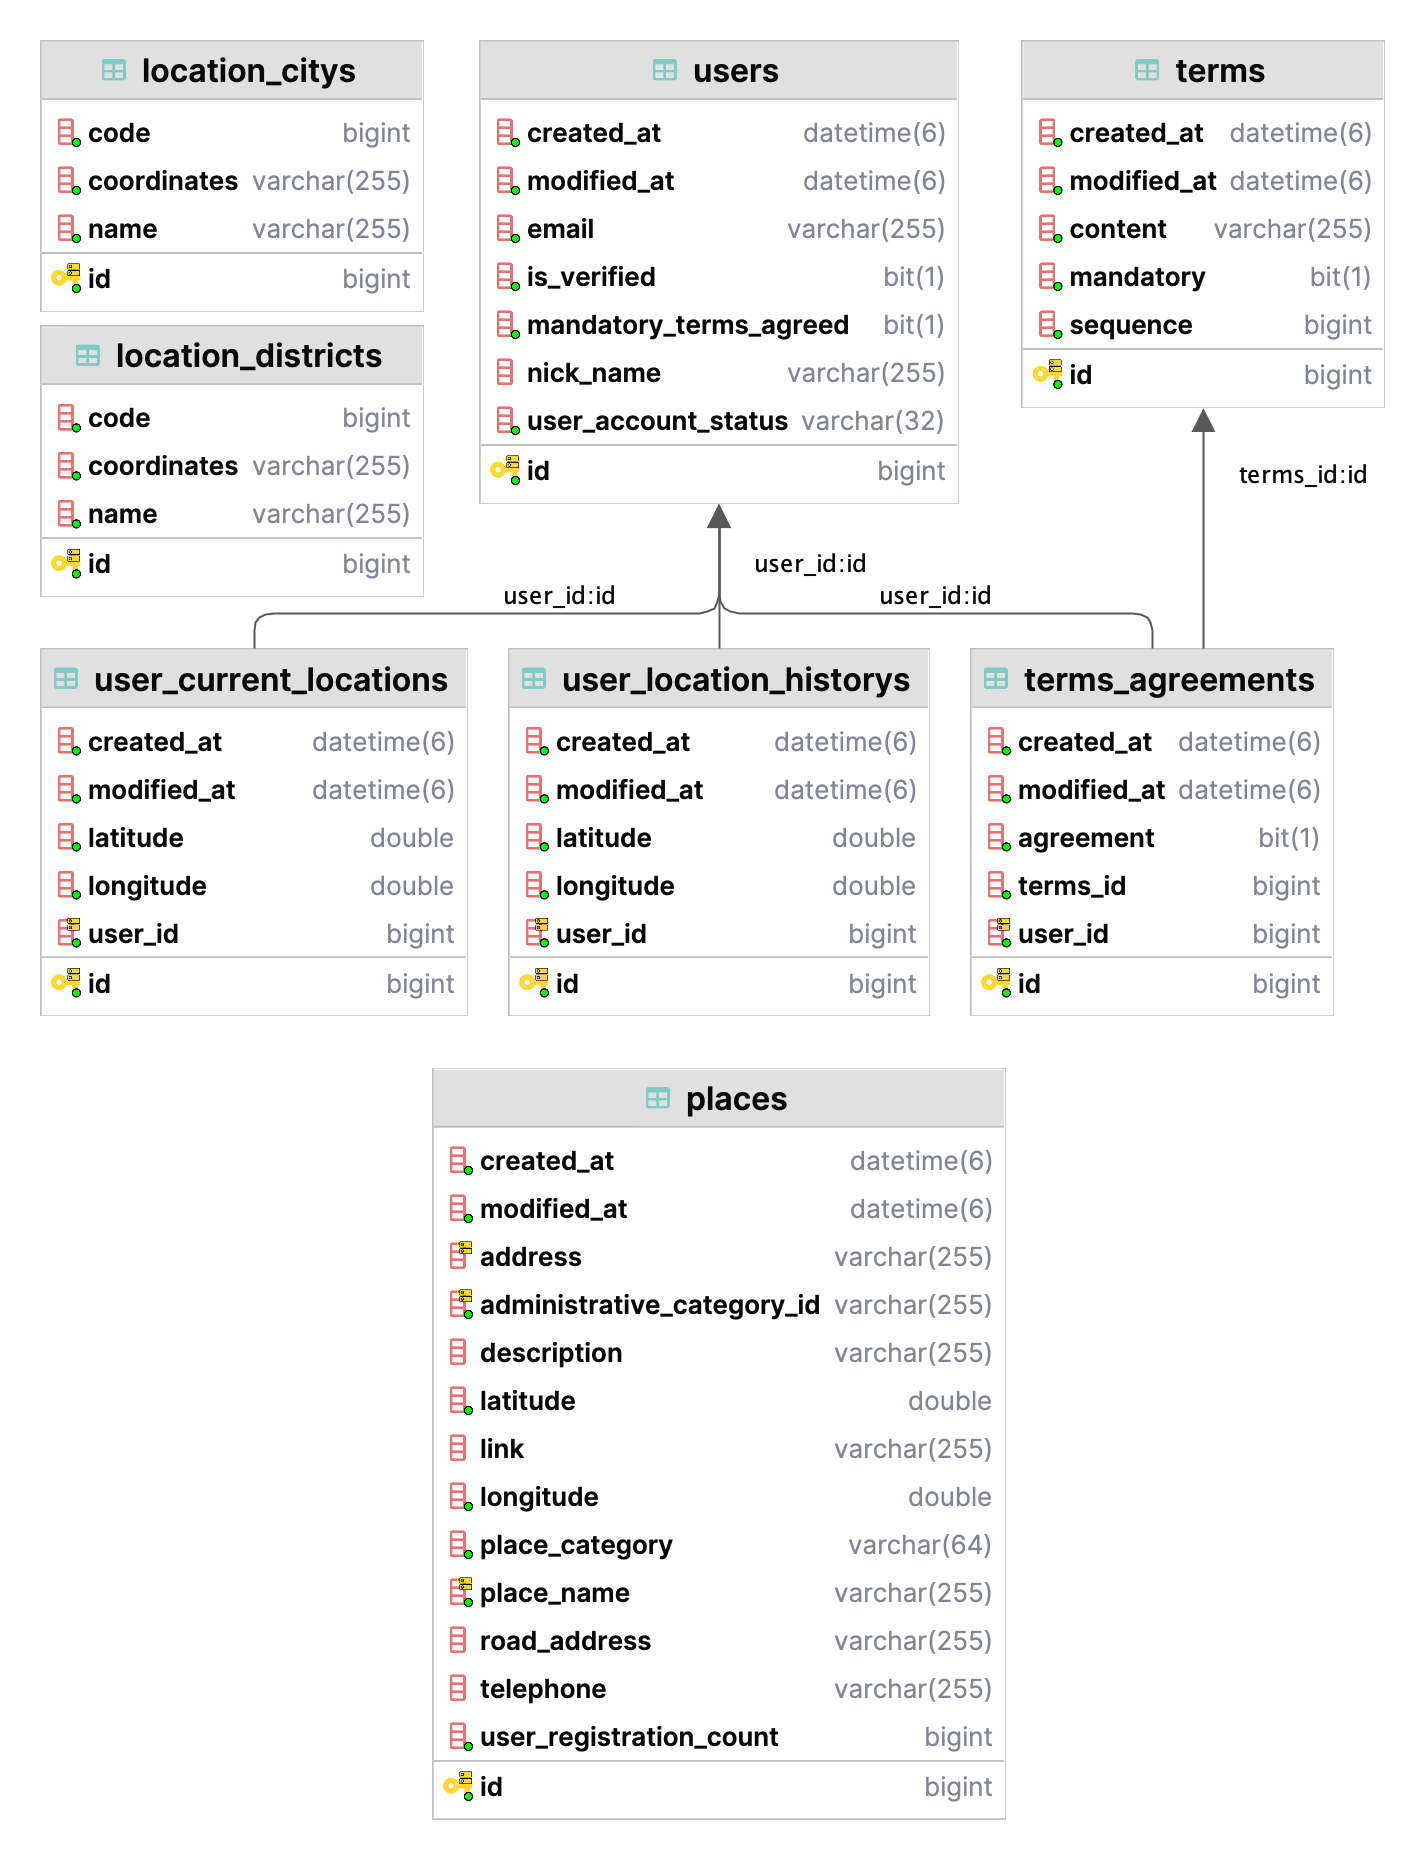 location_citys
code bigint
coordinates varchar(255)
name varchar(255)
id bigint
location_districts
code bigint
coordinates varchar(255)
name varchar(255)
id bigint
users
created_at datetime(6)
modified_at datetime(6)
email varchar(255)
is_verified bit(1)
mandatory_terms_agreed bit(1)
nick_name varchar(255)
user_account_status varchar(32)
id bigint
terms
created_at datetime(6)
modified_at datetime(6)
content varchar(255)
mandatory bit(1)
sequence bigint
id bigint
terms_id:id
user_id:id
user_id:id
user_id:id
user_current_locations
created_at datetime(6)
modified_at datetime(6)
latitude double
longitude double
user_id bigint
id bigint
user_location_historys
created_at datetime(6)
modified_at datetime(6)
latitude double
longitude double
user_id bigint
id bigint
terms_agreements
created_at datetime(6)
modified_at datetime(6)
agreement bit(1)
terms_id bigint
user_id bigint
id bigint
places
created_at datetime(6)
modified_at datetime(6)
address varchar(255)
administrative_category_id varchar(255)
description varchar(255)
latitude double
link varchar(255)
longitude double
place_category varchar(64)
place_name varchar(255)
road_address varchar(255)
telephone varchar(255)
user_registration_count bigint
id bigint